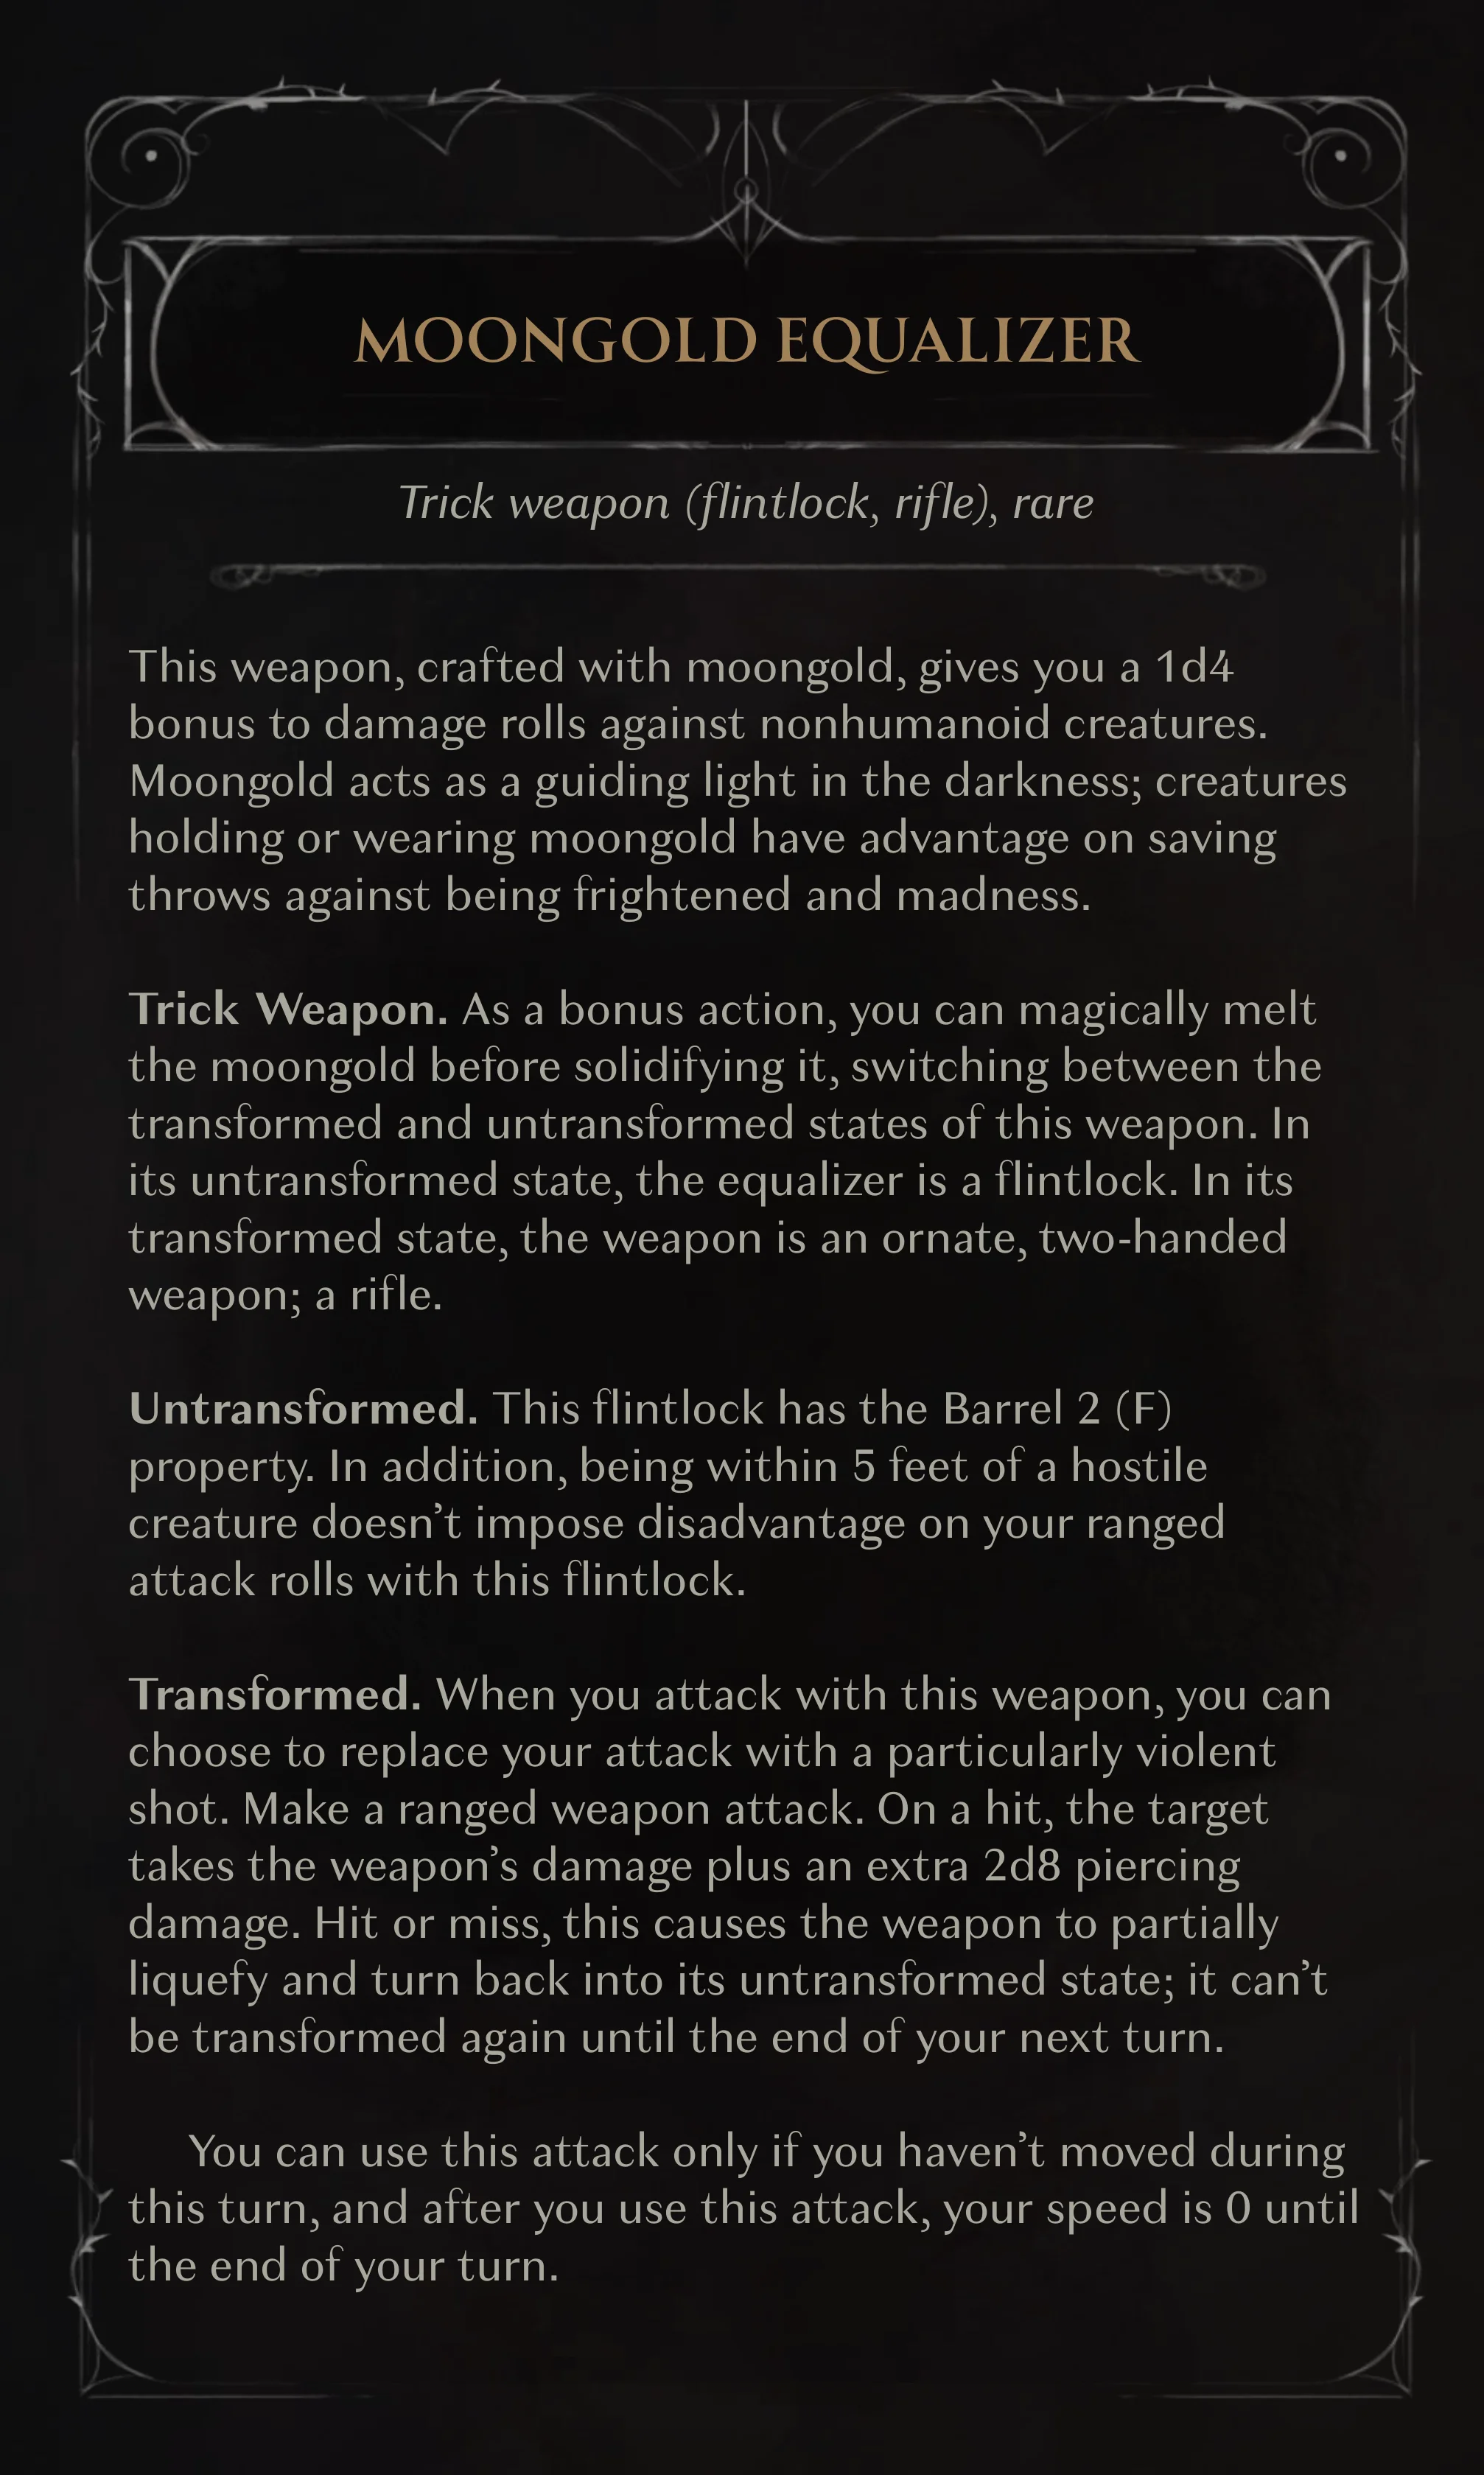 MOONGOLD EQUALIZER
Trick weapon (flintlock, rifle), rare
This weapon, crafted with moongold, gives you a 1d4
bonus to damage rolls against nonhumanoid creatures.
Moongold acts as a guiding light in the darkness; creatures
holding or wearing moongold have advantage on saving
throws against being frightened and madness.
Trick Weapon. As a bonus action, you can magically melt
the moongold before solidifying it, switching between the
transformed and untransformed states of this weapon. In
its untransformed state, the equalizer is a flintlock. In its
transformed state, the weapon is an ornate, two-handed
weapon; a rifle.
Untransformed. This flintlock has the Barrel 2 (F)
property. In addition, being within 5 feet of a hostile
creature doesn’t impose disadvantage on your ranged
attack rolls with this flintlock.
Transformed. When you attack with this weapon, you can
choose to replace your attack with a particularly violent
shot. Make a ranged weapon attack. On a hit, the target
takes the weapon’s damage plus an extra 2d8 piercing
damage. Hit or miss, this causes the weapon to partially
liquefy and turn back into its untransformed state; it can’t
be transformed again until the end of your next turn.
You can use this attack only if you haven’t moved during
this turn, and after you use this attack, your speed is 0 until
the end of your turn.